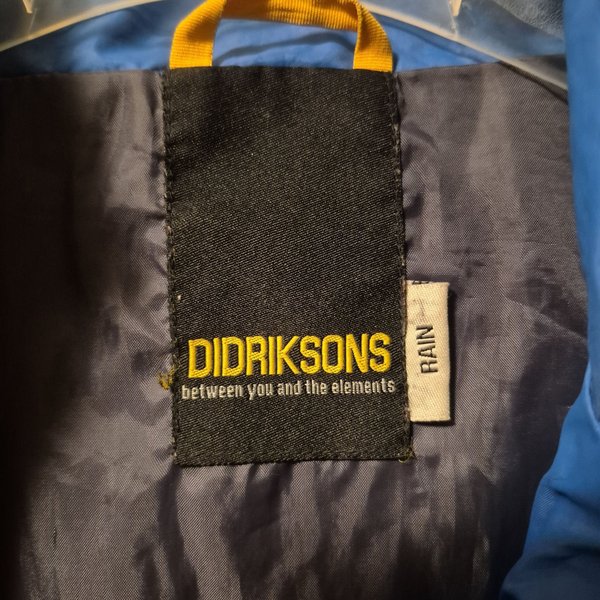 DIDRIKSONS
between you and the elements
RAIN